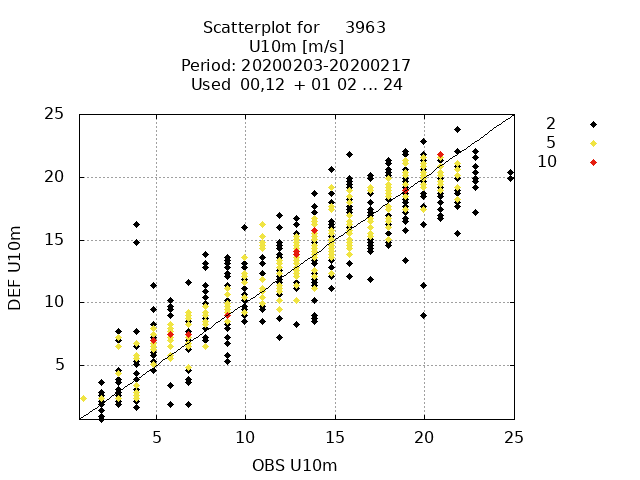 Scatterplot for 3963
U10m [m/s]
Period: 20200203-20200217
Used 00,12 + 01 02 ... 24
25
20
15
10
5
DEF U10m
5
10
15
20
25
OBS U10m
2
5
10